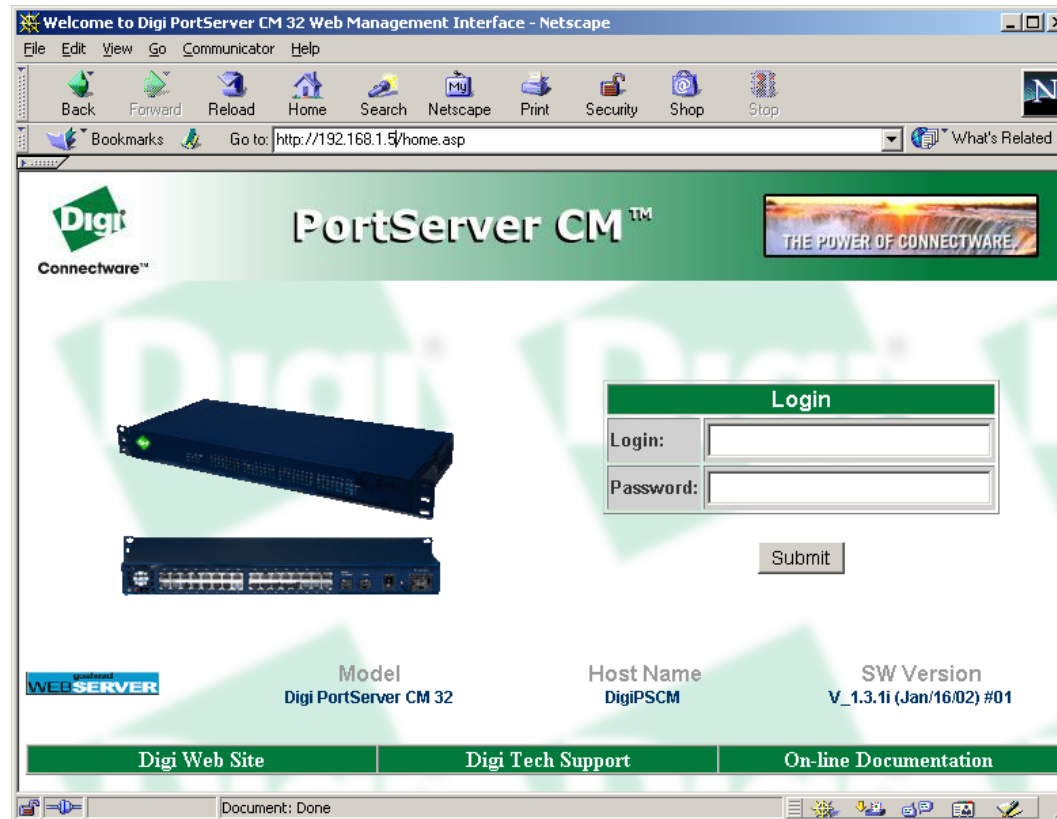 Welcome to Digi PortServer CM 32 Web Management Interface - Netscape
File Edit View Go Communicator Help
Back Forward Reload Home Search Netscape Print Security Shop Stop
My
N
Bookmarks Go to: http://192.168.1.5/home.asp What's Related
Digi
Connectware™
PortServer CM™
THE POWER OF CONNECTWARE.
Digi Digi
Login
Login:
Password:
Submit
goahead
WEBSERVER
Model Host Name SW Version
Digi PortServer CM 32 DigiPSCM V_1.3.1i (Jan/16/02) #01
Digi Web Site Digi Tech Support On-line Documentation
Document: Done